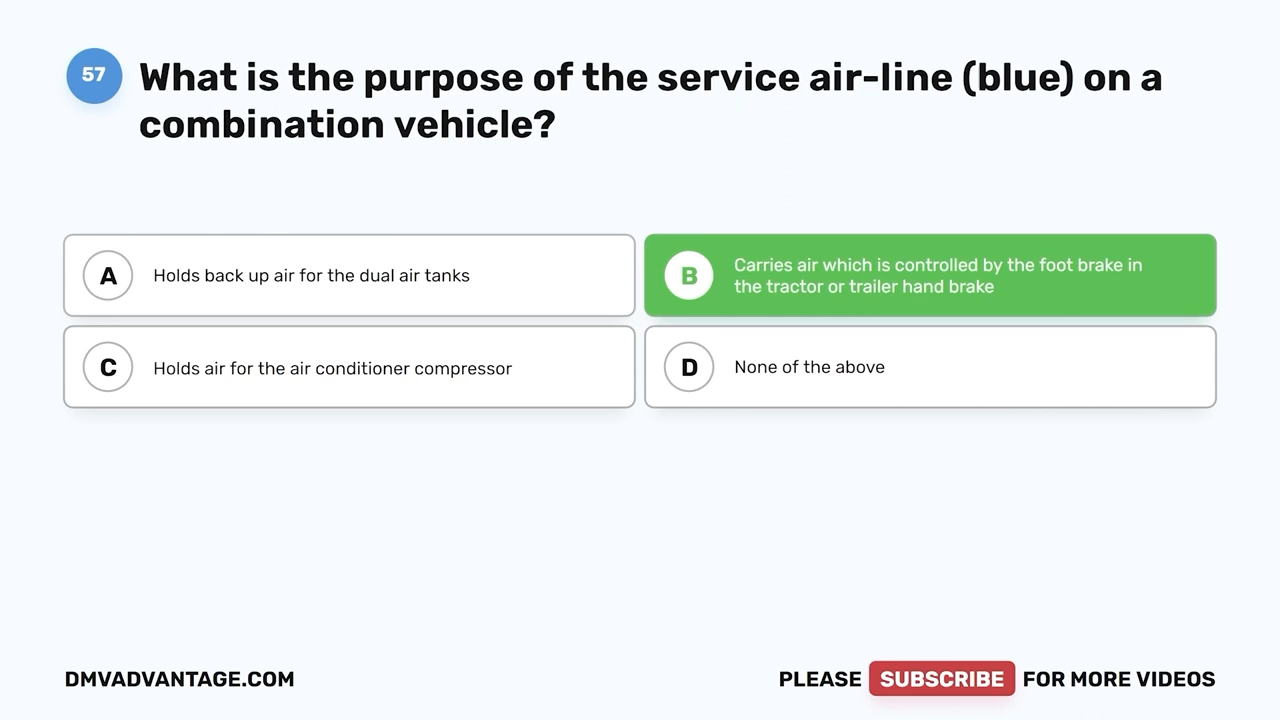 57
What is the purpose of the service air-line (blue) on a
combination vehicle?
A
Holds back up air for the dual air tanks
B
Carries air which is controlled by the foot brake in
the tractor or trailer hand brake
C
Holds air for the air conditioner compressor
D
None of the above
DMVADVANTAGE.COM
PLEASE SUBSCRIBE FOR MORE VIDEOS